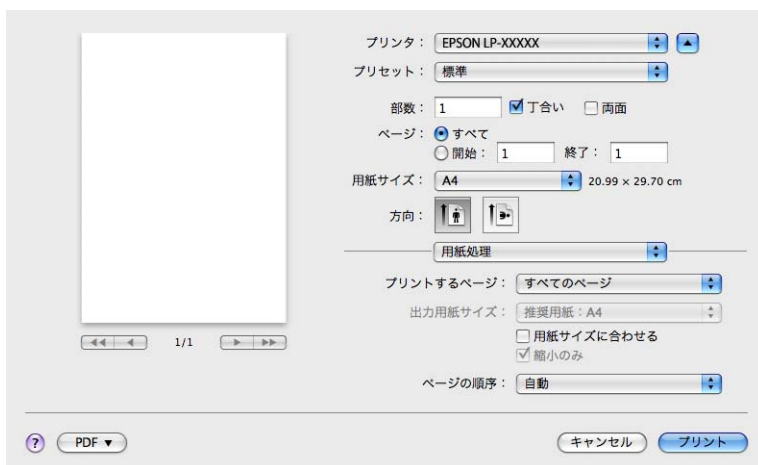 プリンタ： EPSON LP-XXXXX
プリセット： 標準
部数： 1 丁合い 両面
ページ： すべて
開始： 1 終了： 1
用紙サイズ： A4 20.99 × 29.70 cm
方向：
用紙処理
プリントするページ： すべてのページ
出力用紙サイズ： 推奨用紙：A4
用紙サイズに合わせる
縮小のみ
ページの順序： 自動
1/1
? PDF ▼ キャンセル プリント